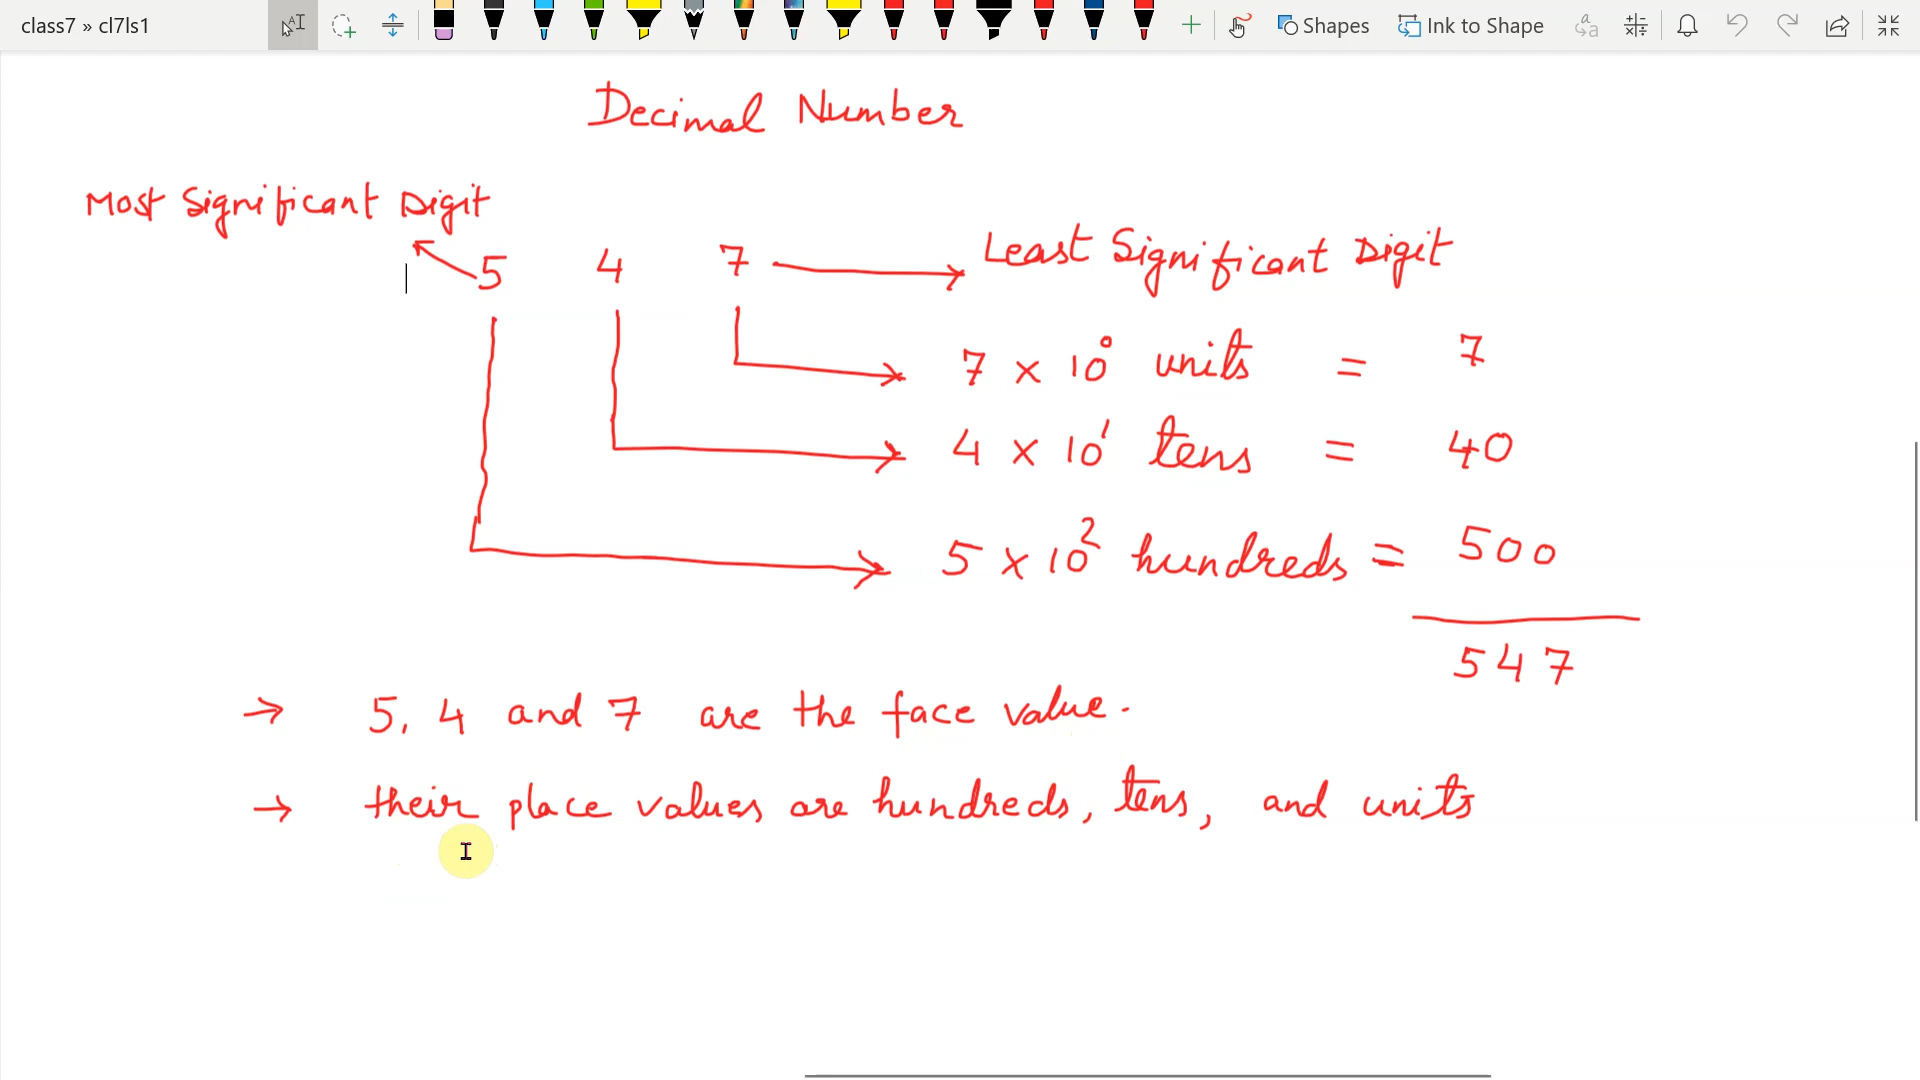 class7 » cl7ls1
Shapes
Ink to Shape
Decimal Number
Most Significant Digit
5 4 7 → Least Significant Digit
7 × 10⁰ units = 7
4 × 10¹ tens = 40
5 × 10² hundreds = 500
547
→ 5, 4 and 7 are the face value.
→ their place values are hundreds, tens, and units